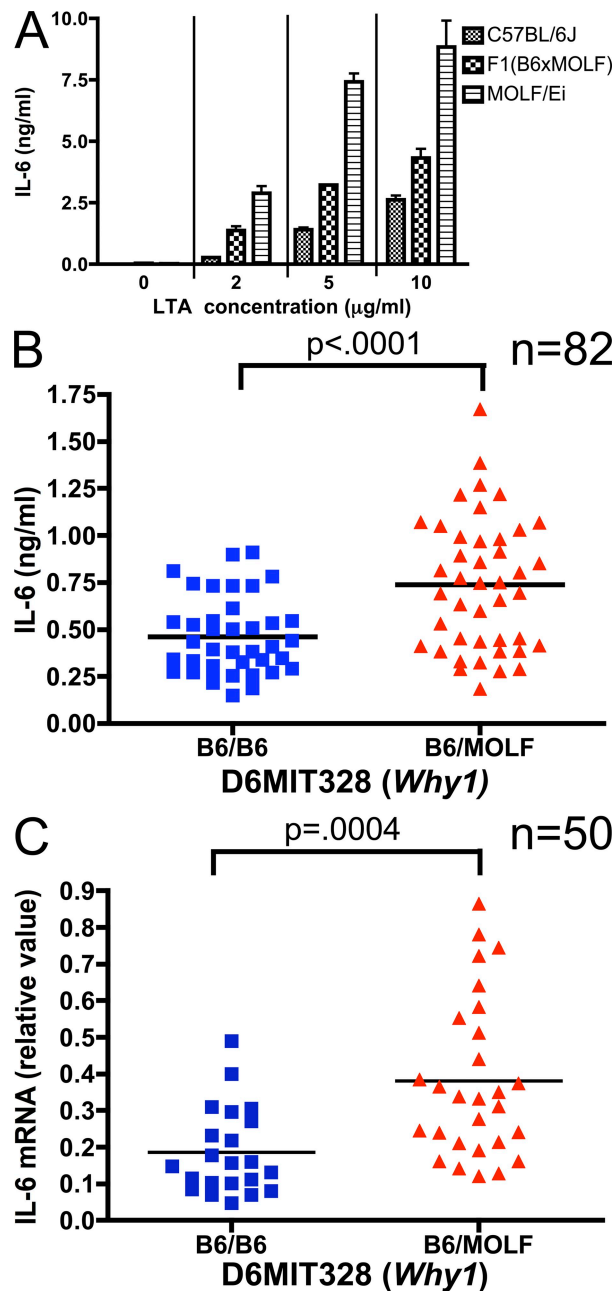 A
C57BL/6J
F1(B6xMOLF)
MOLF/Ei
IL-6 (ng/ml)
10.0
7.5
5.0
2.5
0.0
0 2 5 10
LTA concentration (μg/ml)
B
p<.0001
n=82
IL-6 (ng/ml)
1.75
1.50
1.25
1.00
0.75
0.50
0.25
0.00
B6/B6 B6/MOLF
D6MIT328 (Why1)
C
p=.0004
n=50
IL-6 mRNA (relative value)
0.9
0.8
0.7
0.6
0.5
0.4
0.3
0.2
0.1
0.0
B6/B6 B6/MOLF
D6MIT328 (Why1)